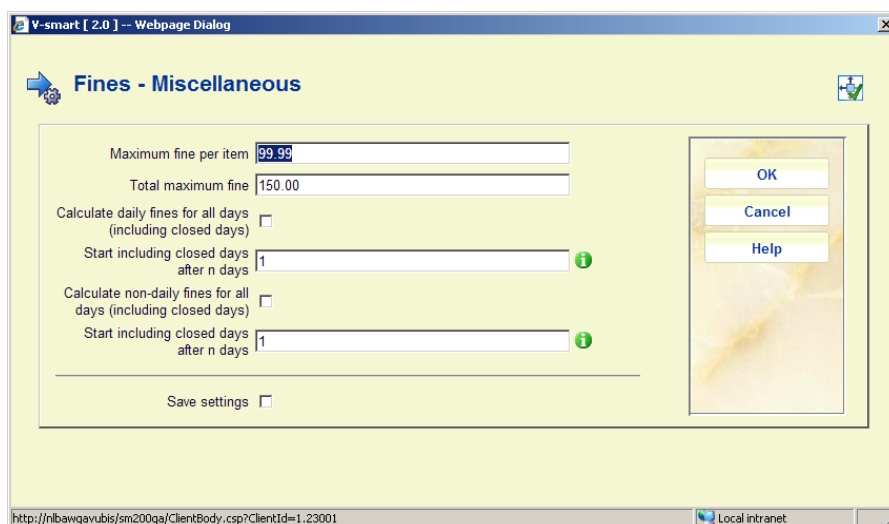 V-smart [ 2.0 ] -- Webpage Dialog
Fines - Miscellaneous
Maximum fine per item 99.99
Total maximum fine 150.00
Calculate daily fines for all days
(including closed days)
Start including closed days
after n days 1
Calculate non-daily fines for all
days (including closed days)
Start including closed days
after n days 1
Save settings
OK
Cancel
Help
http://nlbawqavubis/sm200qa/ClientBody.csp?ClientId=1.23001
Local intranet